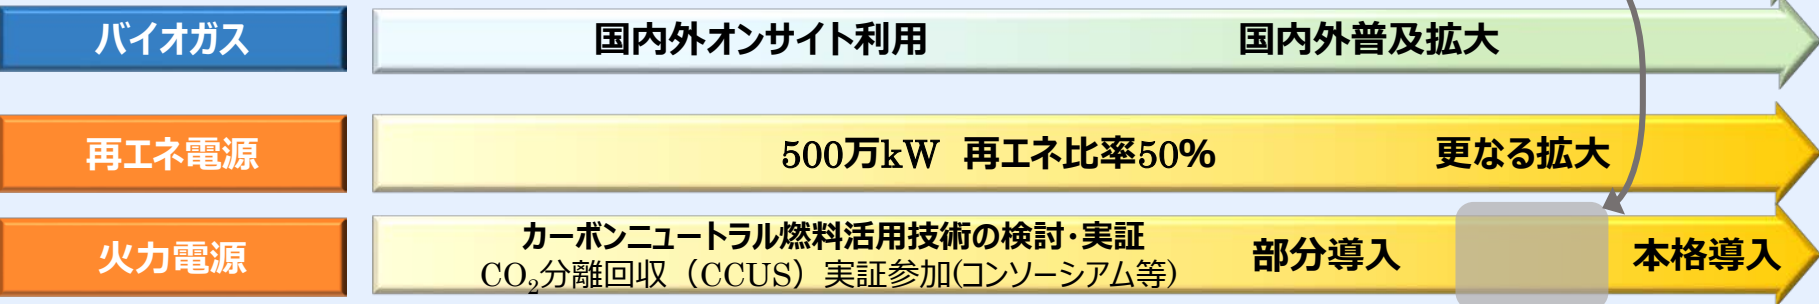 バイオガス 国内外オンサイト利用 国内外普及拡大
再エネ電源 500万kW 再エネ比率50% 更なる拡大
火力電源 カーボンニュートラル燃料活用技術の検討・実証 部分導入 本格導入
CO₂分離回収（CCUS）実証参加(コンソーシアム等)